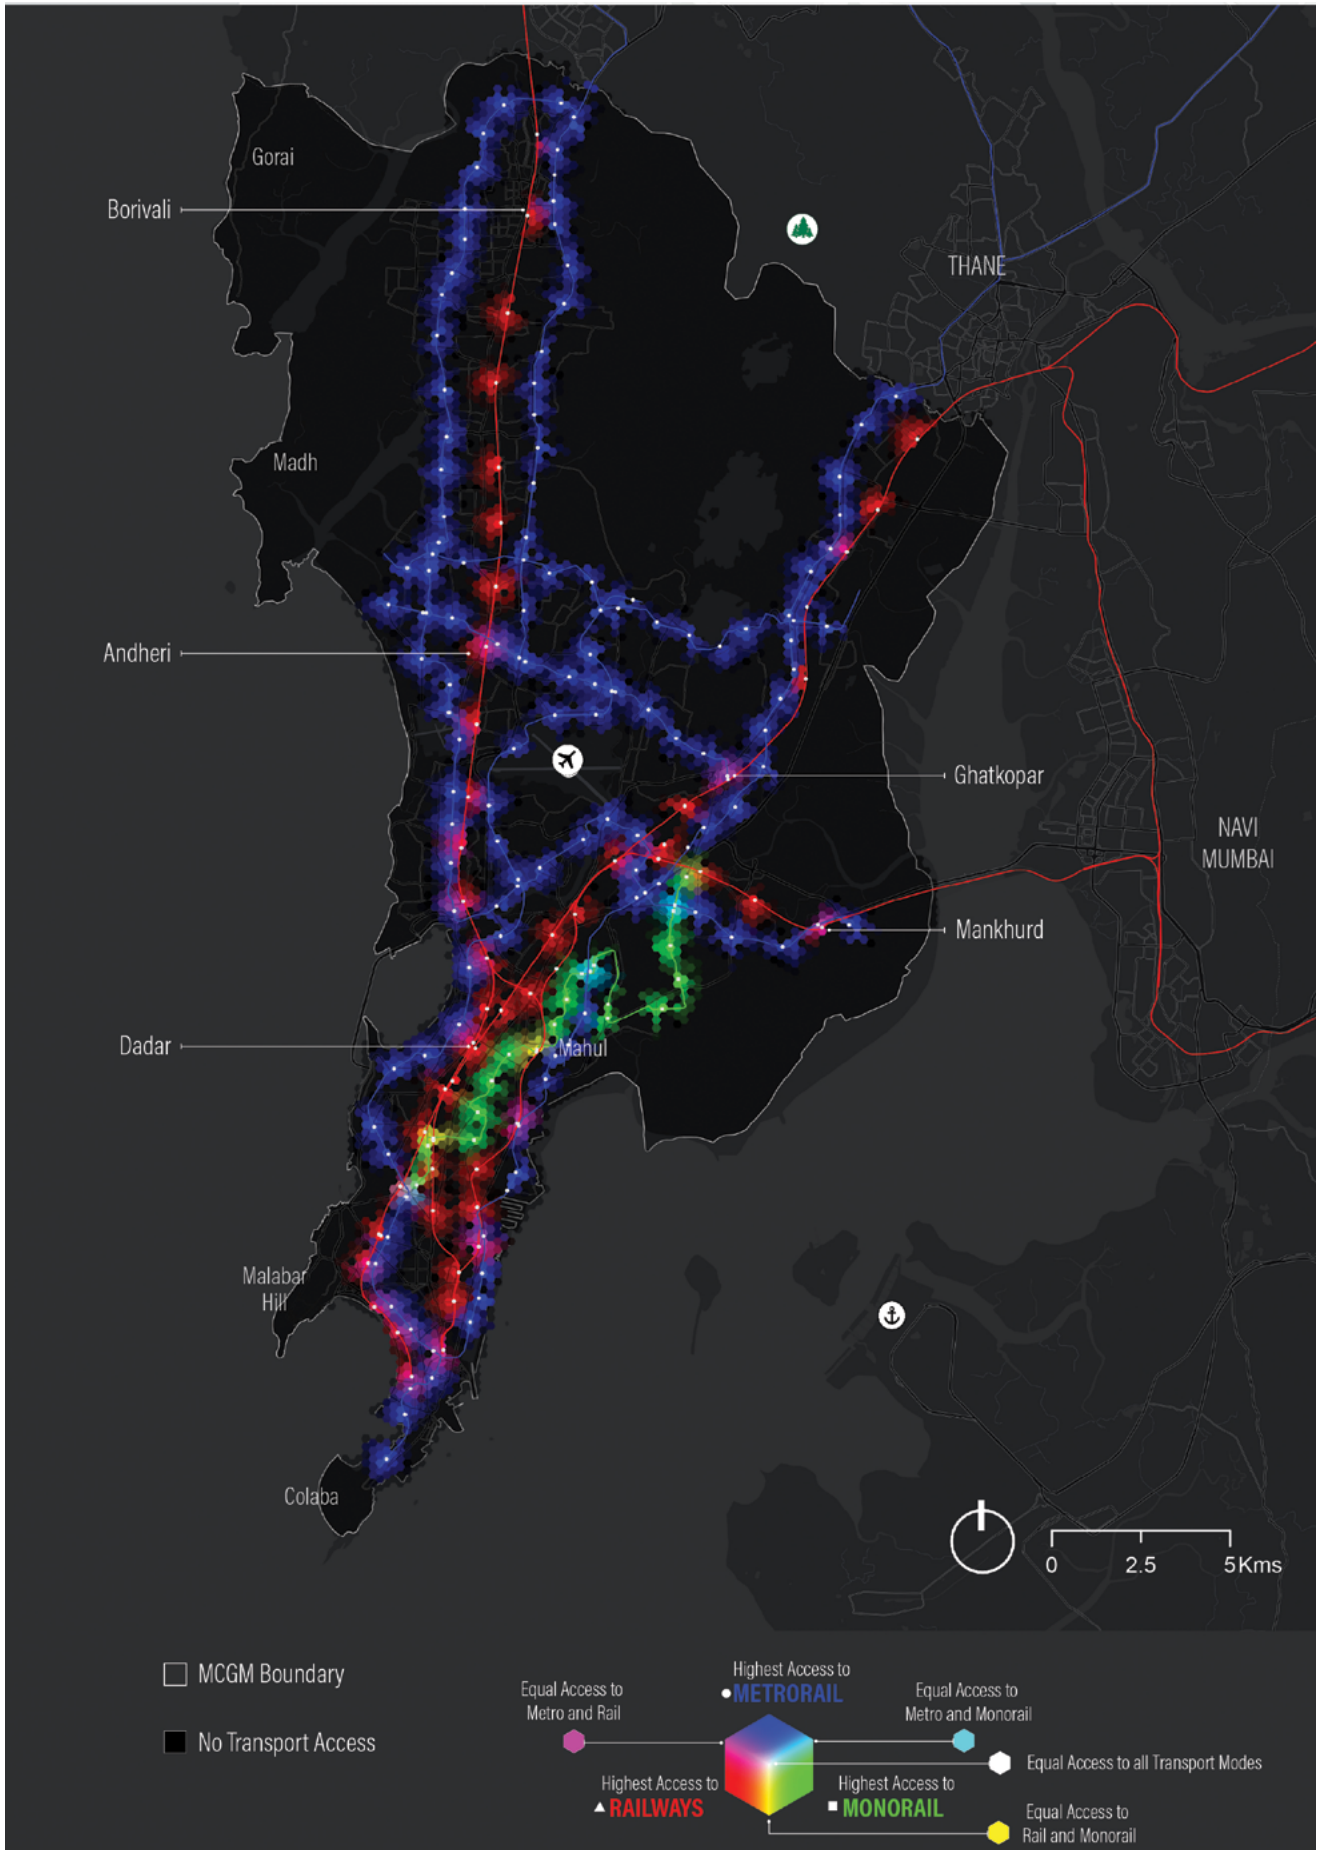 Gorai
Borivali
THANE
Madh
Andheri
Ghatkopar
NAVI
MUMBAI
Mankhurd
Dadar
Mahul
Malabar
Hill
Colaba
0 2.5 5Kms
MCGM Boundary
No Transport Access
Equal Access to
Metro and Rail
Highest Access to
METRORAIL
Equal Access to
Metro and Monorail
Equal Access to all Transport Modes
Highest Access to
RAILWAYS
Highest Access to
MONORAIL
Equal Access to
Rail and Monorail